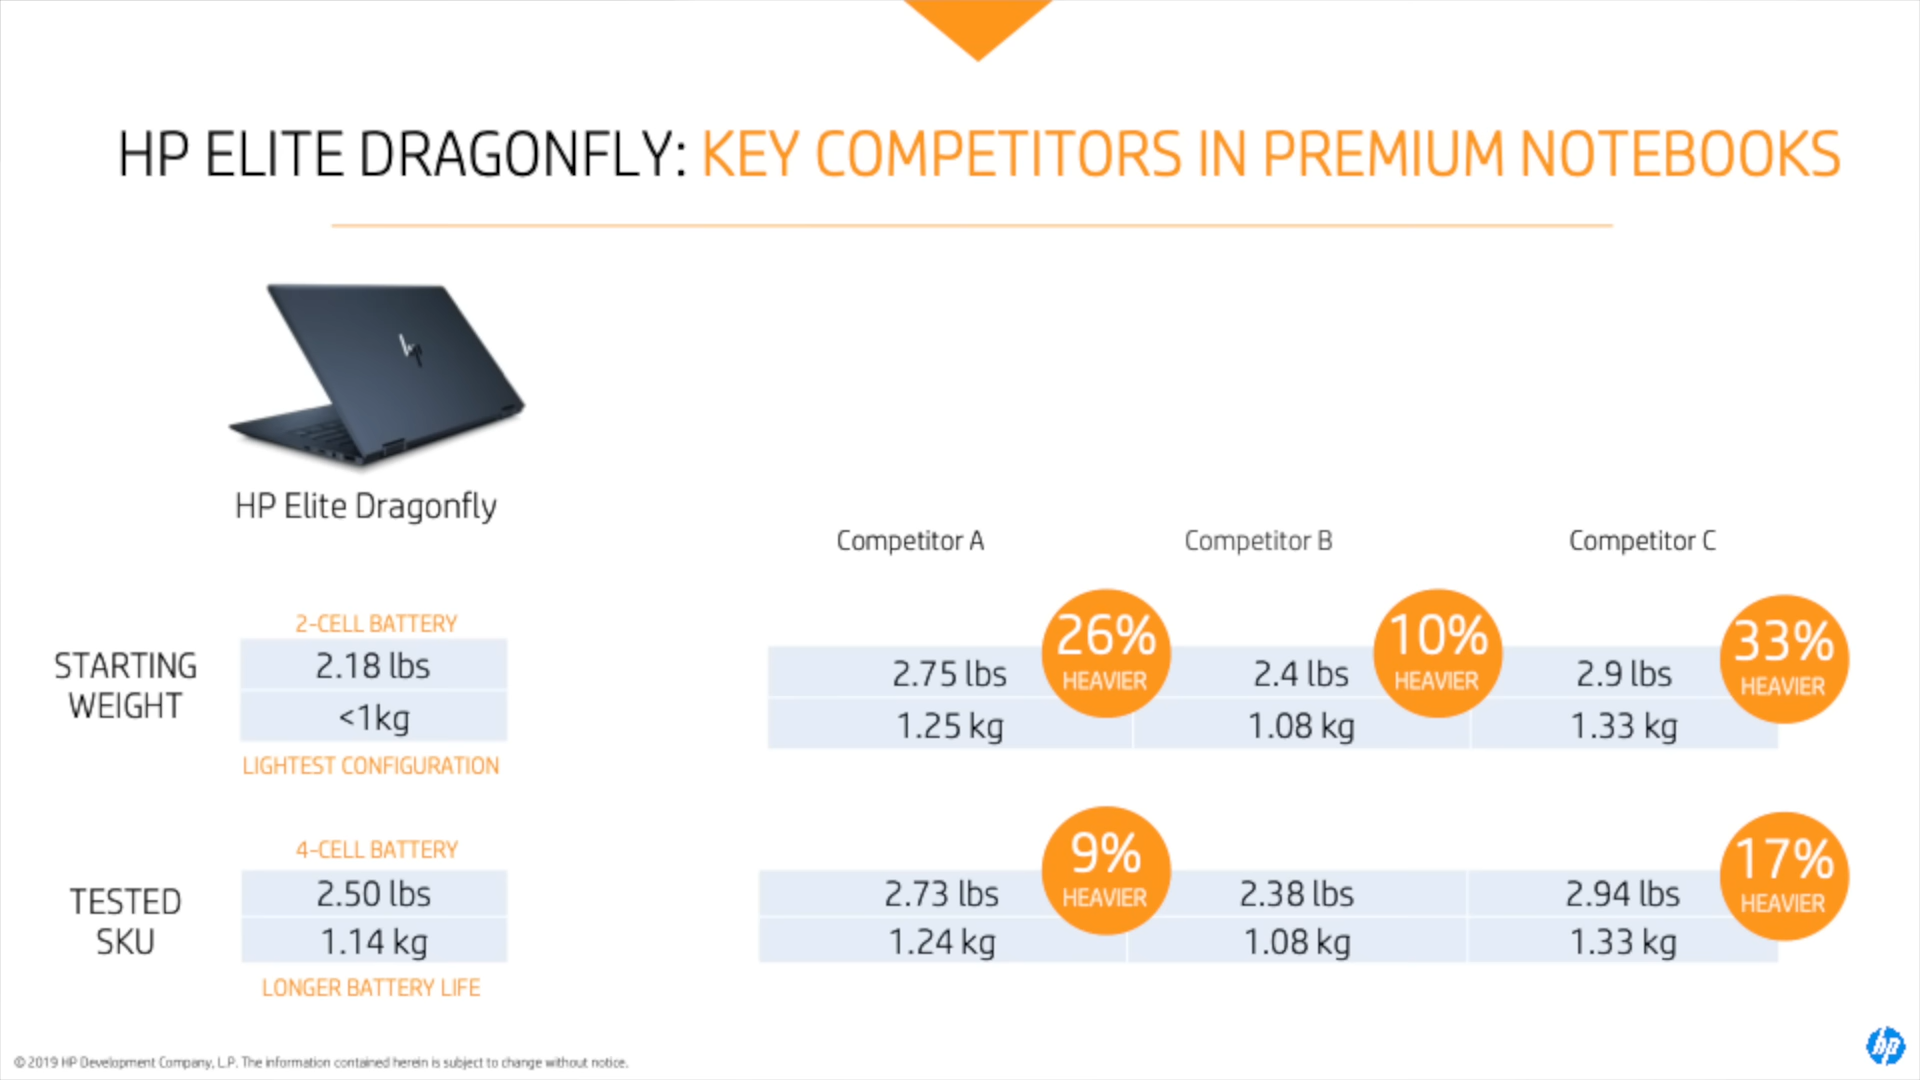 HP ELITE DRAGONFLY: KEY COMPETITORS IN PREMIUM NOTEBOOKS
hp
HP Elite Dragonfly
Competitor A
Competitor B
Competitor C
STARTING
WEIGHT
2-CELL BATTERY
2.18 lbs
<1kg
LIGHTEST CONFIGURATION
2.75 lbs
1.25 kg
26%
HEAVIER
2.4 lbs
1.08 kg
10%
HEAVIER
2.9 lbs
1.33 kg
33%
HEAVIER
TESTED
SKU
4-CELL BATTERY
2.50 lbs
1.14 kg
LONGER BATTERY LIFE
2.73 lbs
1.24 kg
9%
HEAVIER
2.38 lbs
1.08 kg
2.94 lbs
1.33 kg
17%
HEAVIER
© 2019 HP Development Company, L.P. The information contained herein is subject to change without notice.
hp